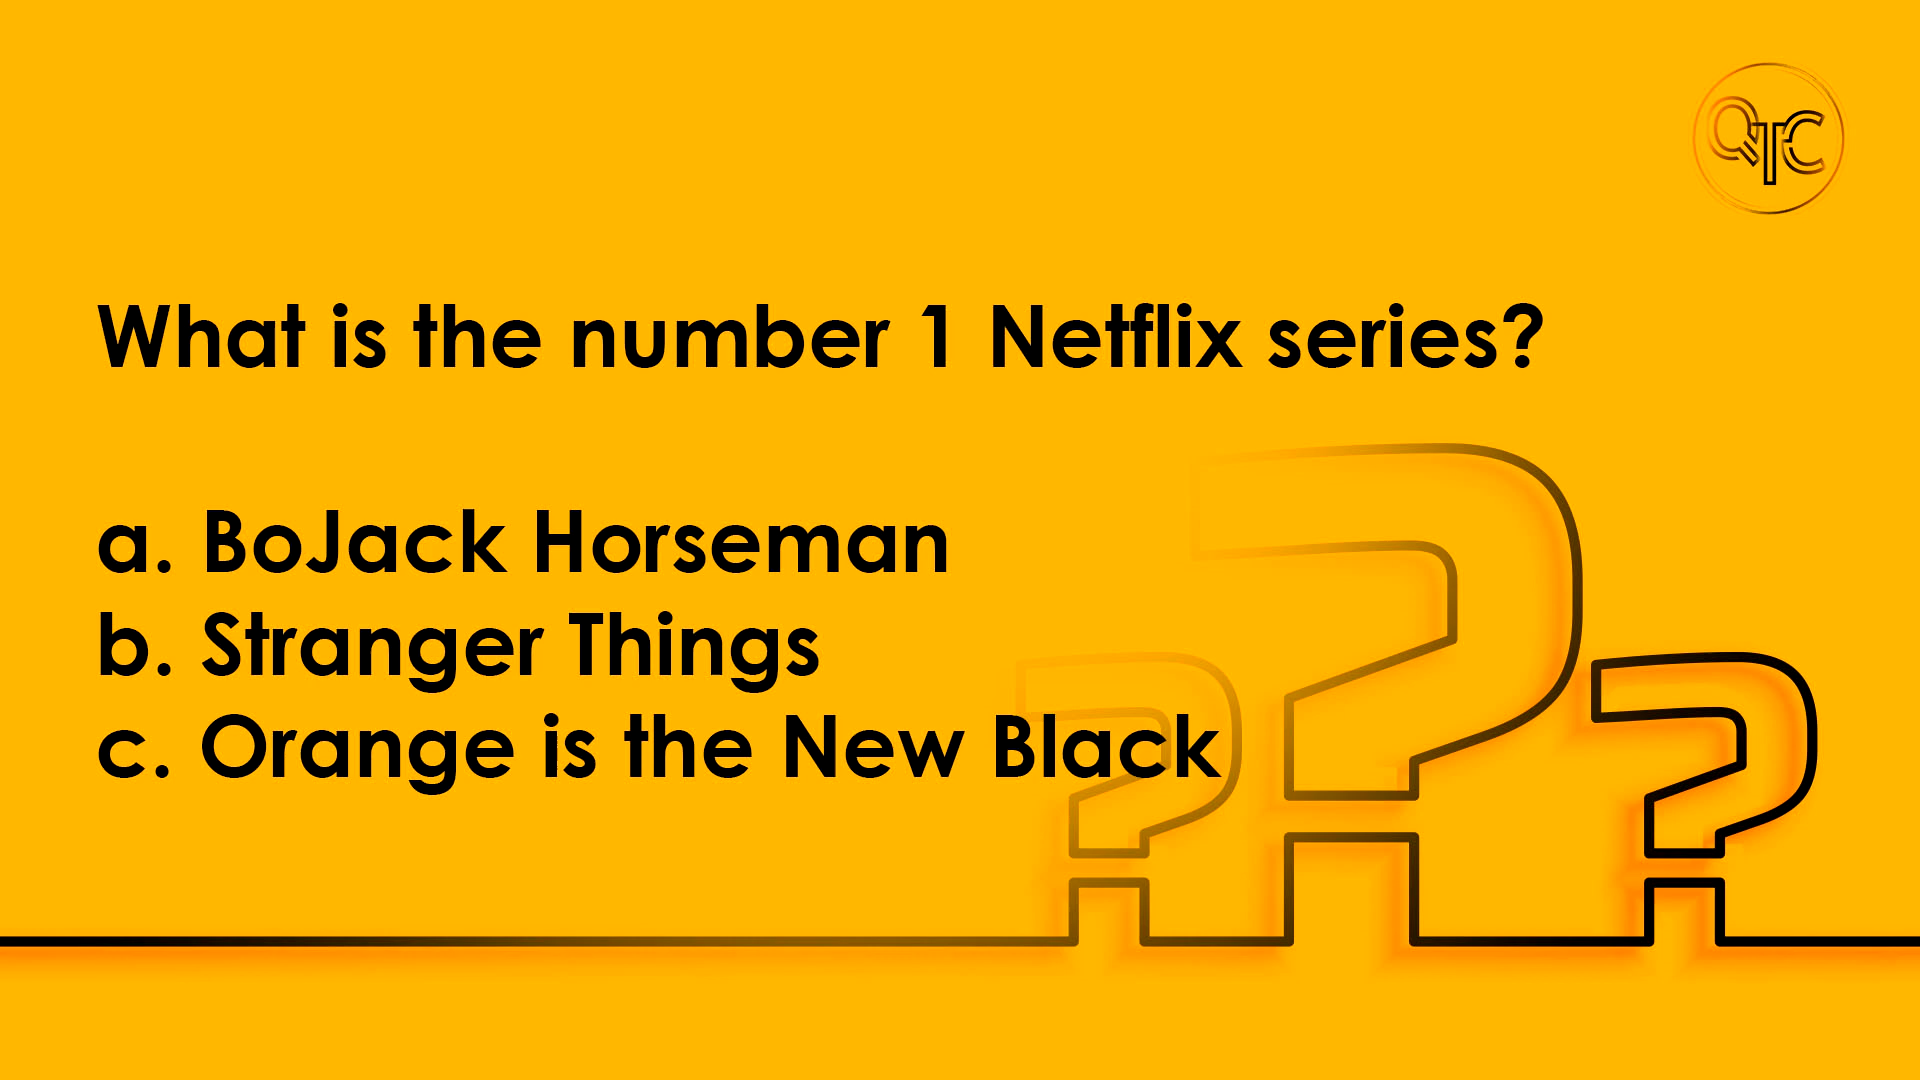 QTC
What is the number 1 Netflix series?
a. BoJack Horseman
b. Stranger Things
c. Orange is the New Black